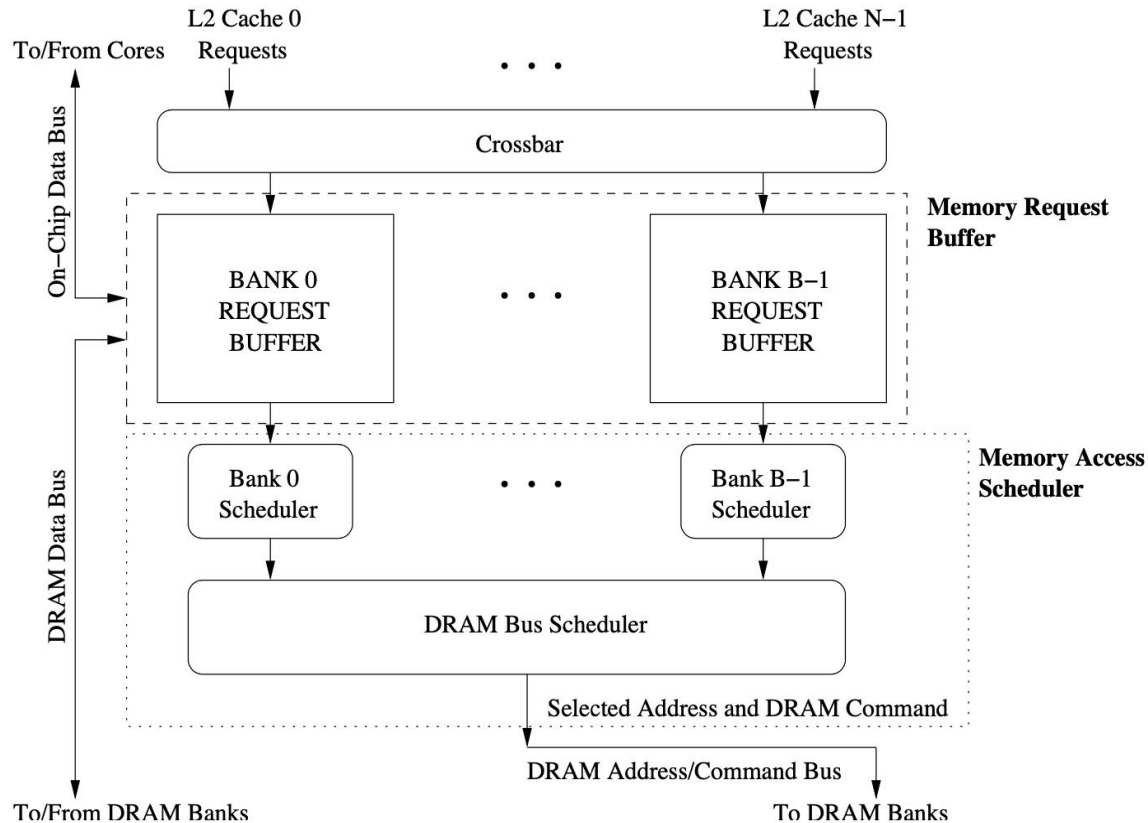 L2 Cache 0
Requests
L2 Cache N−1
Requests
To/From Cores
Crossbar
On−Chip Data Bus
Memory Request
Buffer
BANK 0
REQUEST
BUFFER
BANK B−1
REQUEST
BUFFER
Bank 0
Scheduler
Bank B−1
Scheduler
Memory Access
Scheduler
DRAM Data Bus
DRAM Bus Scheduler
Selected Address and DRAM Command
DRAM Address/Command Bus
To/From DRAM Banks
To DRAM Banks